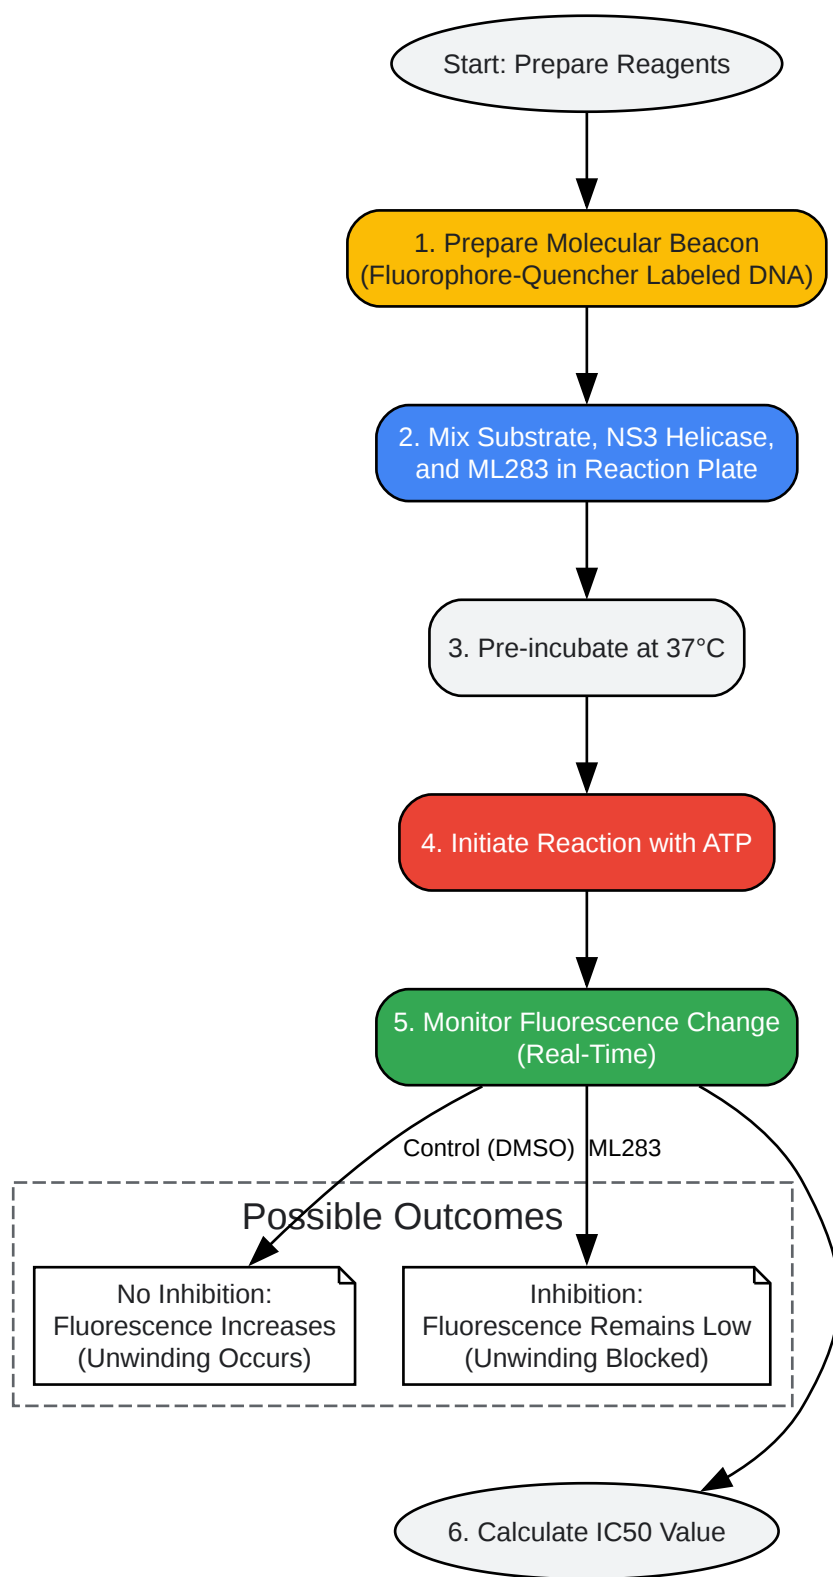 Start: Prepare Reagents
1. Prepare Molecular Beacon
(Fluorophore-Quencher Labeled DNA)
2. Mix Substrate, NS3 Helicase,
and ML283 in Reaction Plate
3. Pre-incubate at 37°C
4. Initiate Reaction with ATP
5. Monitor Fluorescence Change
(Real-Time)
Control (DMSO)
ML283
Possible Outcomes
No Inhibition:
Fluorescence Increases
(Unwinding Occurs)
Inhibition:
Fluorescence Remains Low
(Unwinding Blocked)
6. Calculate IC50 Value